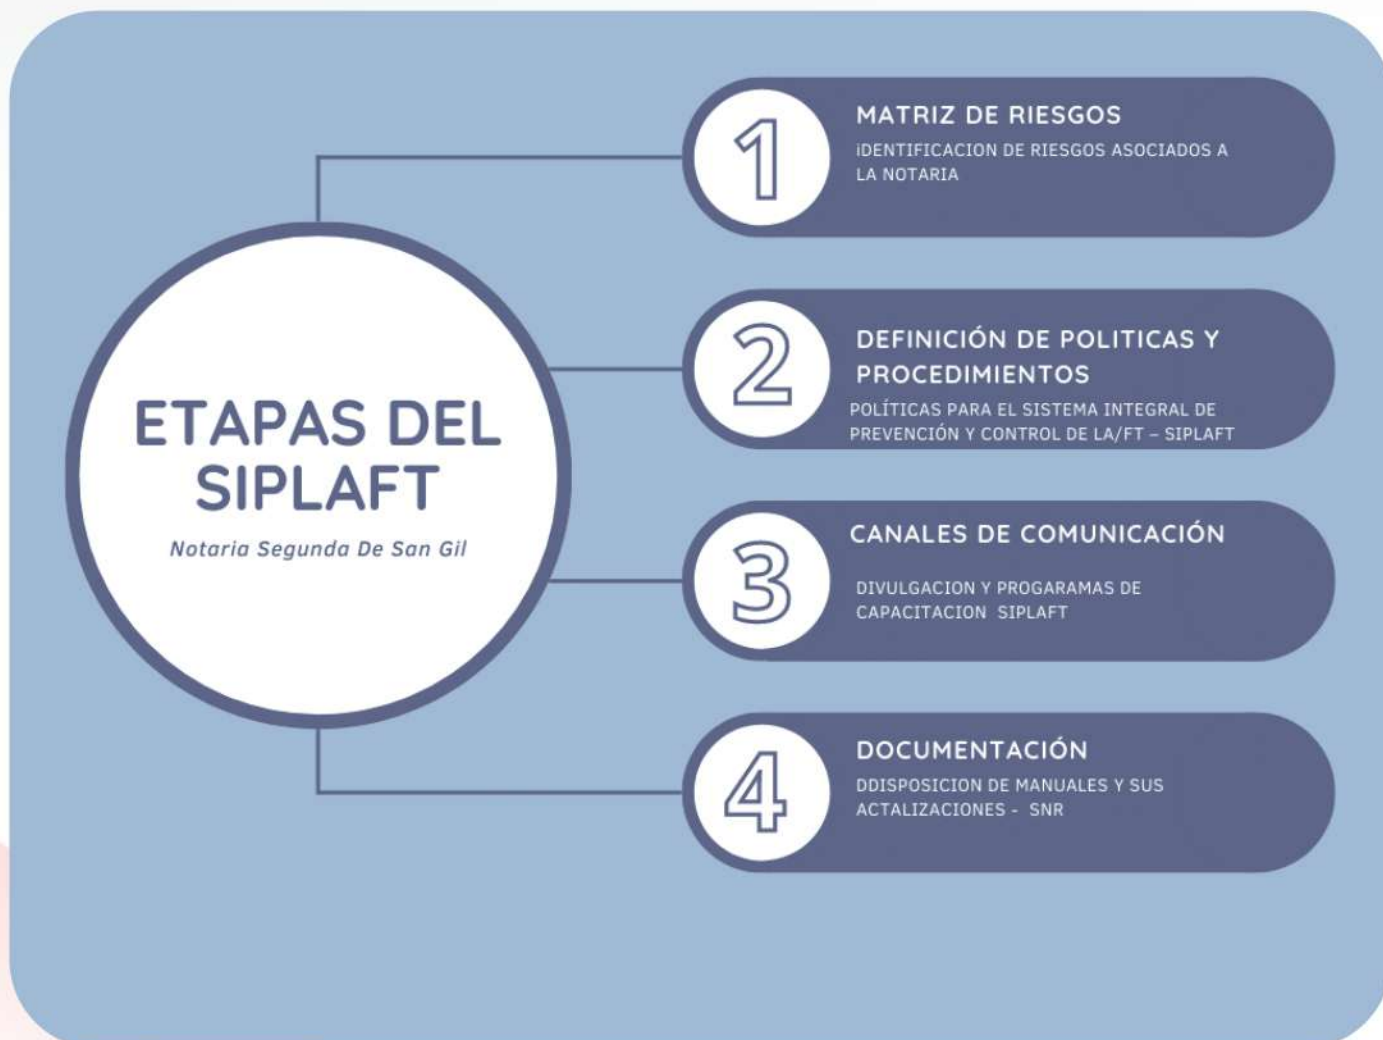 ETAPAS DEL
SIPLAFT
Notaria Segunda De San Gil
1
MATRIZ DE RIESGOS
iDENTIFICACION DE RIESGOS ASOCIADOS A
LA NOTARIA
2
DEFINICIÓN DE POLITICAS Y
PROCEDIMIENTOS
POLÍTICAS PARA EL SISTEMA INTEGRAL DE
PREVENCIÓN Y CONTROL DE LA/FT – SIPLAFT
3
CANALES DE COMUNICACIÓN
DIVULGACION Y PROGARAMAS DE
CAPACITACION  SIPLAFT
4
DOCUMENTACIÓN
DDISPOSICION DE MANUALES Y SUS
ACTALIZACIONES -  SNR